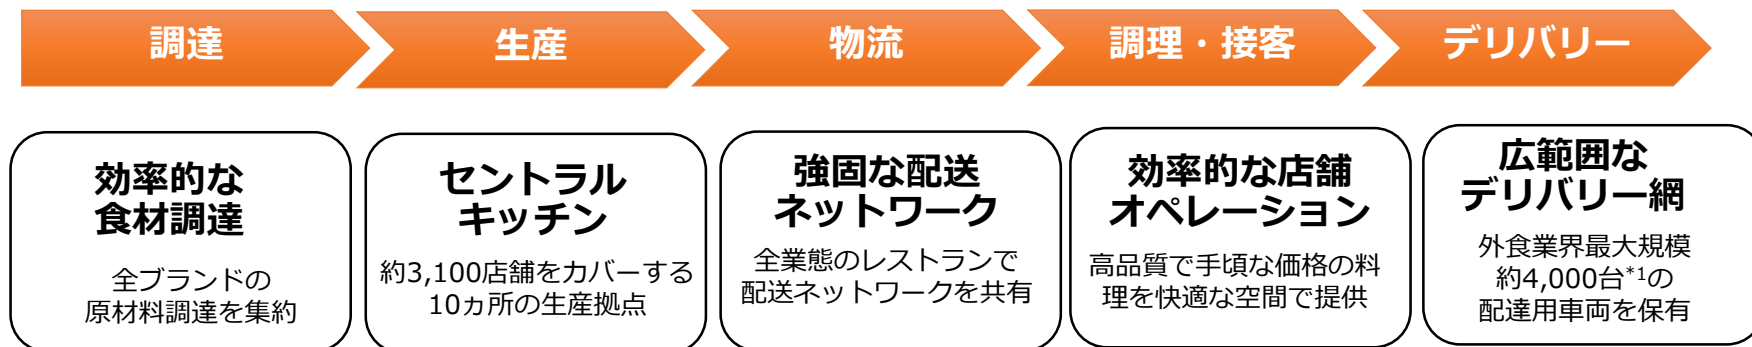 調達
生産
物流
調理・接客
デリバリー
効率的な
食材調達
全ブランドの
原材料調達を集約
セントラル
キッチン
約3,100店舗をカバーする
10ヵ所の生産拠点
強固な配送
ネットワーク
全業態のレストランで
配送ネットワークを共有
効率的な店舗
オペレーション
高品質で手頃な価格の料
理を快適な空間で提供
広範囲な
デリバリー網
外食業界最大規模
約4,000台*1の
配達用車両を保有